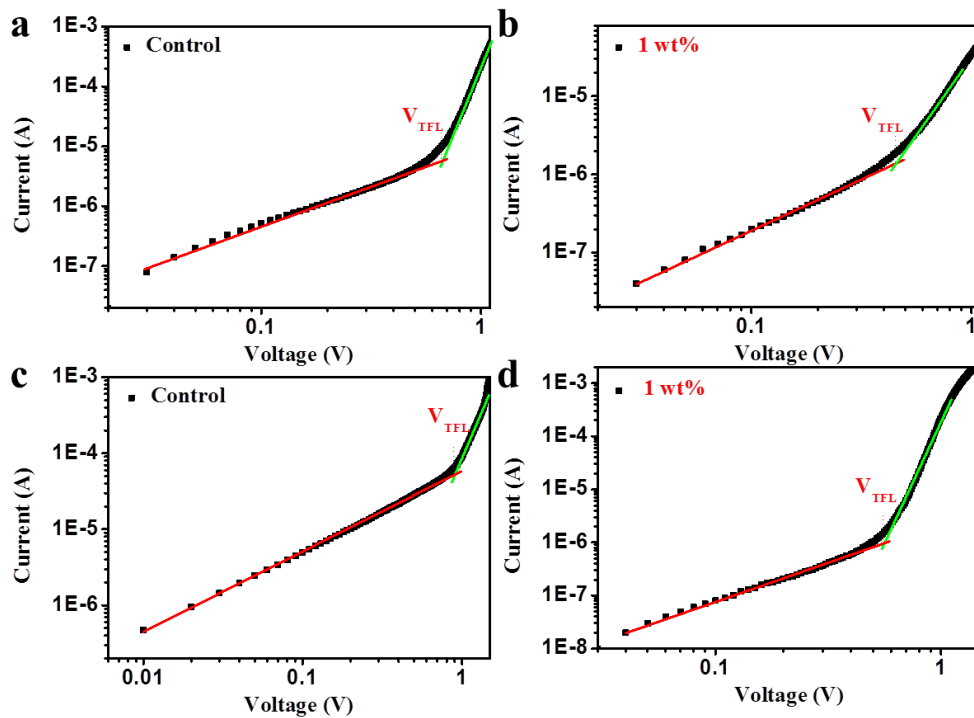 a
Control
V_TFL
1E-3
1E-4
1E-5
1E-6
1E-7
Current (A)
0.1
1
Voltage (V)
b
1 wt%
V_TFL
1E-5
1E-6
1E-7
Current (A)
0.1
1
Voltage (V)
c
Control
V_TFL
1E-3
1E-4
1E-5
1E-6
Current (A)
0.01
0.1
1
Voltage (V)
d
1 wt%
V_TFL
1E-3
1E-4
1E-5
1E-6
1E-7
1E-8
Current (A)
0.1
1
Voltage (V)